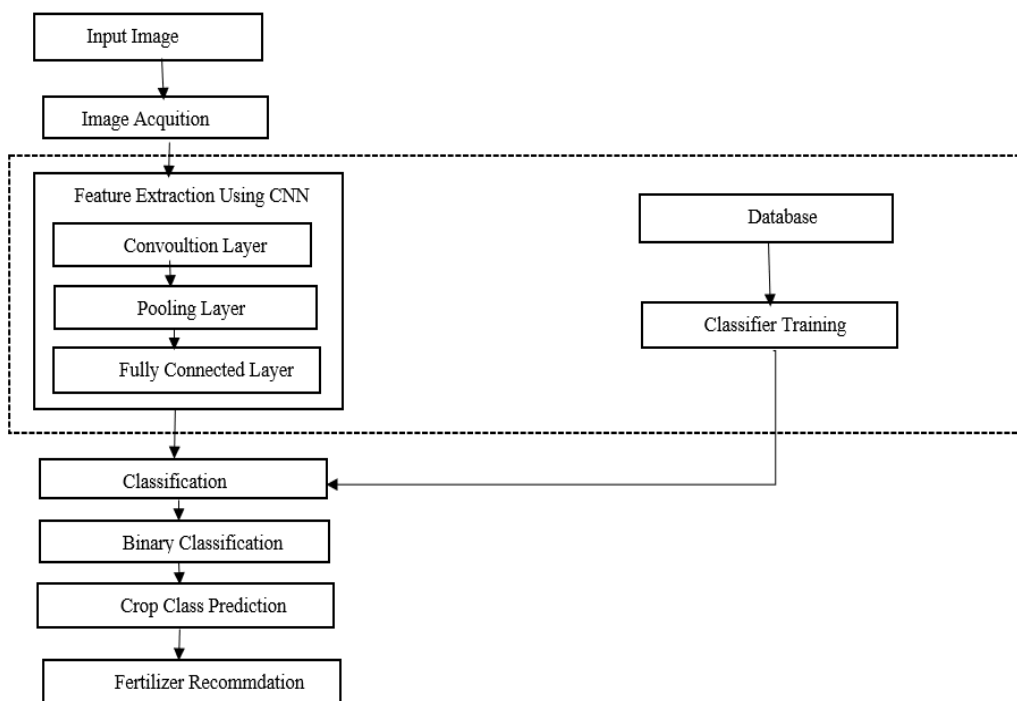 Input Image
Image Acquition
Feature Extraction Using CNN
Convoultion Layer
Pooling Layer
Fully Connected Layer
Database
Classifier Training
Classification
Binary Classification
Crop Class Prediction
Fertilizer Recommdation